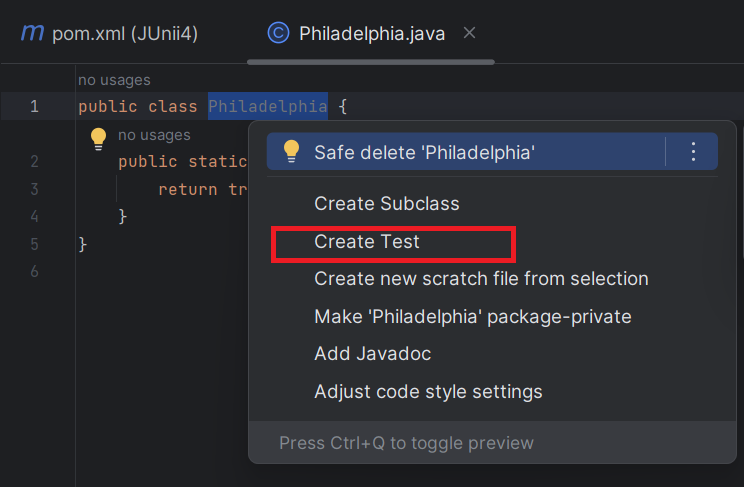 m pom.xml (JUnii4)
Philadelphia.java
no usages
1 public class Philadelphia {
no usages
2 public static
3 return tr
4 }
5 }
6
Safe delete 'Philadelphia'
Create Subclass
Create Test
Create new scratch file from selection
Make 'Philadelphia' package-private
Add Javadoc
Adjust code style settings
Press Ctrl+Q to toggle preview